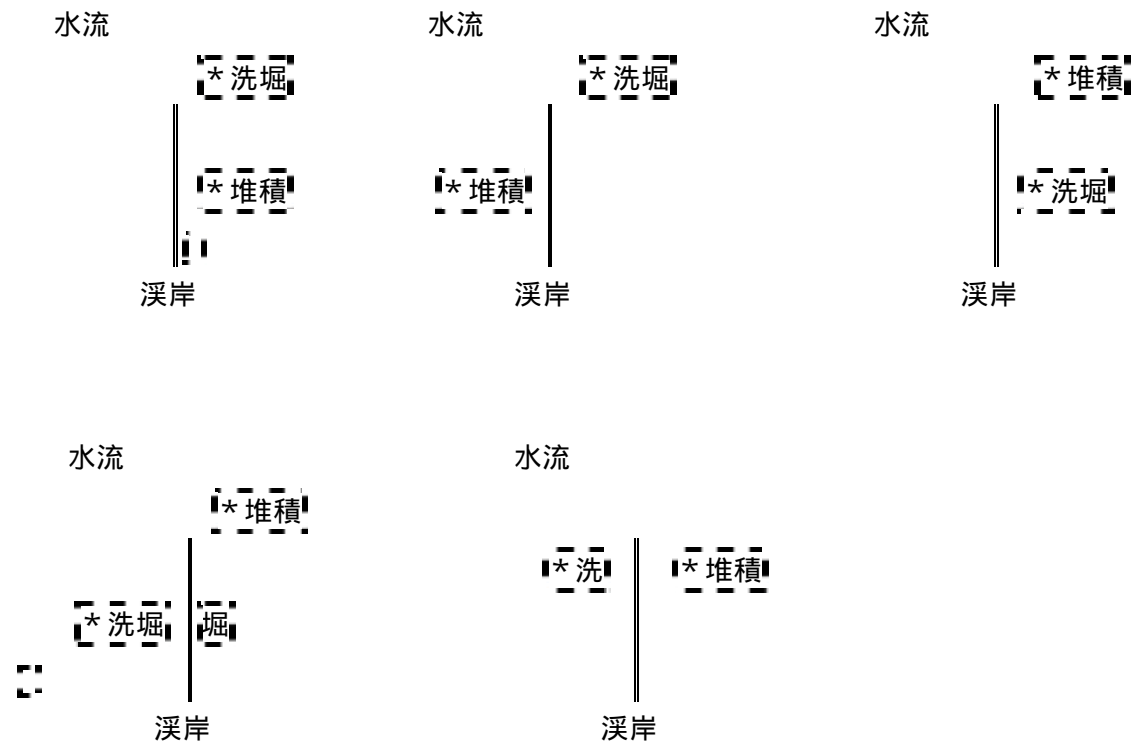 水流 水流 水流
*洗堀 *洗堀 *堆積
*堆積 *堆積 *洗堀
渓岸 渓岸 渓岸
水流 水流
*堆積
*洗 *堆積
*洗堀 堀
渓岸 渓岸